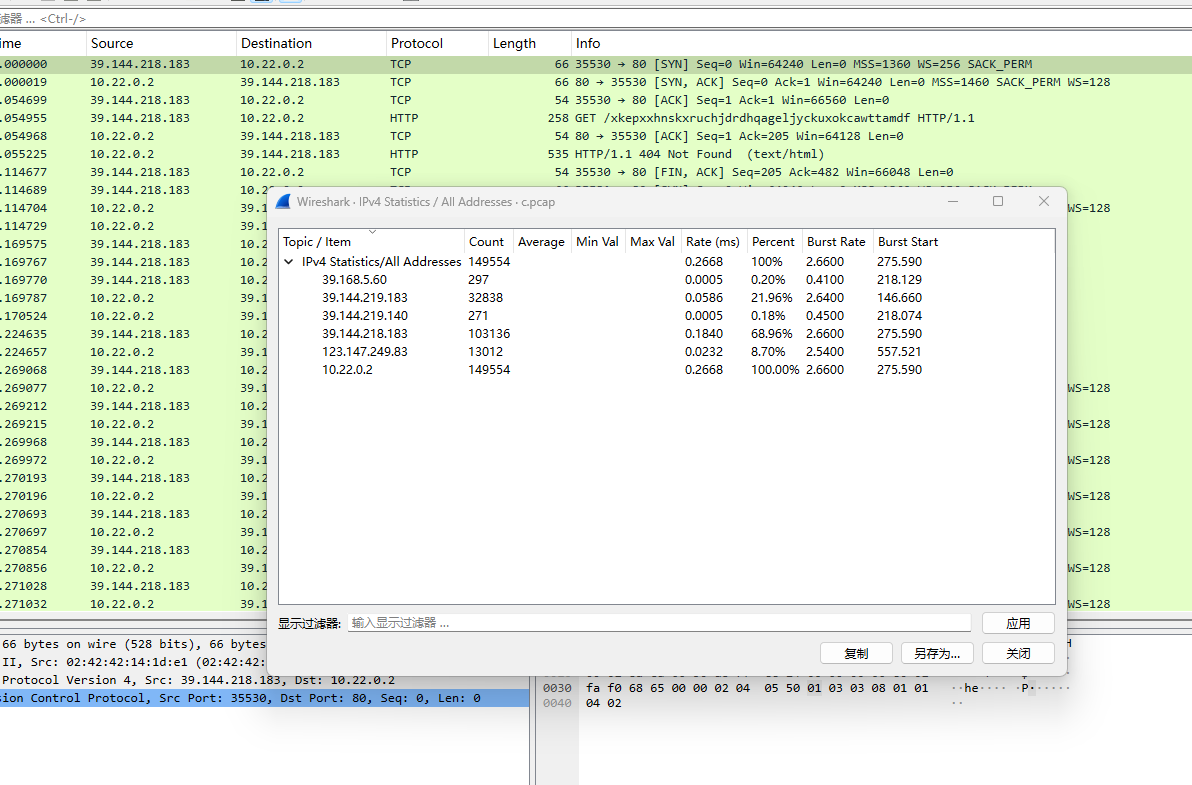 滤器 … <Ctrl-/>
ime Source Destination Protocol Length Info
.000000 39.144.218.183 10.22.0.2 TCP 66 35530 → 80 [SYN] Seq=0 Win=64240 Len=0 MSS=1360 WS=256 SACK_PERM
.000019 10.22.0.2 39.144.218.183 TCP 66 80 → 35530 [SYN, ACK] Seq=0 Ack=1 Win=64240 Len=0 MSS=1460 SACK_PERM WS=128
.054699 39.144.218.183 10.22.0.2 TCP 54 35530 → 80 [ACK] Seq=1 Ack=1 Win=66560 Len=0
.054955 39.144.218.183 10.22.0.2 HTTP 258 GET /xkepxxhnskxruchjdrdhqageljyckuxokcawttamdf HTTP/1.1
.054968 10.22.0.2 39.144.218.183 TCP 54 80 → 35530 [ACK] Seq=1 Ack=205 Win=64128 Len=0
.055225 10.22.0.2 39.144.218.183 HTTP 535 HTTP/1.1 404 Not Found (text/html)
.114677 39.144.218.183 10.22.0.2 TCP 54 35530 → 80 [FIN, ACK] Seq=205 Ack=482 Win=66048 Len=0
.114689 39.144.218.183 10.22
.114704 10.22.0.2 39.1 WS=128
.114729 10.22.0.2 39.1
.169575 39.144.218.183 10.2
.169767 39.144.218.183 10.2
.169770 39.144.218.183 10.2
.169787 10.22.0.2 39.1
.170524 10.22.0.2 39.1
.224635 39.144.218.183 10.2
.224657 10.22.0.2 39.1
.269068 39.144.218.183 10.2
.269077 10.22.0.2 39.1 WS=128
.269212 39.144.218.183 10.2
.269215 10.22.0.2 39.1 WS=128
.269968 39.144.218.183 10.2
.269972 10.22.0.2 39.1 WS=128
.270193 39.144.218.183 10.2
.270196 10.22.0.2 39.1 WS=128
.270693 39.144.218.183 10.2
.270697 10.22.0.2 39.1 WS=128
.270854 39.144.218.183 10.2
.270856 10.22.0.2 39.1 WS=128
.271028 39.144.218.183 10.2
.271032 10.22.0.2 39.1 WS=128
Wireshark · IPv4 Statistics / All Addresses · c.pcap
Topic / Item Count Average Min Val Max Val Rate (ms) Percent Burst Rate Burst Start
IPv4 Statistics/All Addresses 149554 0.2668 100% 2.6600 275.590
39.168.5.60 297 0.0005 0.20% 0.4100 218.129
39.144.219.183 32838 0.0586 21.96% 2.6400 146.660
39.144.219.140 271 0.0005 0.18% 0.4500 218.074
39.144.218.183 103136 0.1840 68.96% 2.6600 275.590
123.147.249.83 13012 0.0232 8.70% 2.5400 557.521
10.22.0.2 149554 0.2668 100.00% 2.6600 275.590
显示过滤器: 输入显示过滤器 … 应用
复制 另存为... 关闭
66 bytes on wire (528 bits), 66 bytes
II, Src: 02:42:42:14:1d:e1 (02:42:42:
Protocol Version 4, Src: 39.144.218.183, Dst: 10.22.0.2
sion Control Protocol, Src Port: 35530, Dst Port: 80, Seq: 0, Len: 0
0030 fa f0 68 65 00 00 02 04 05 50 01 03 03 08 01 01 ··he···· ·P······
0040 04 02 ··